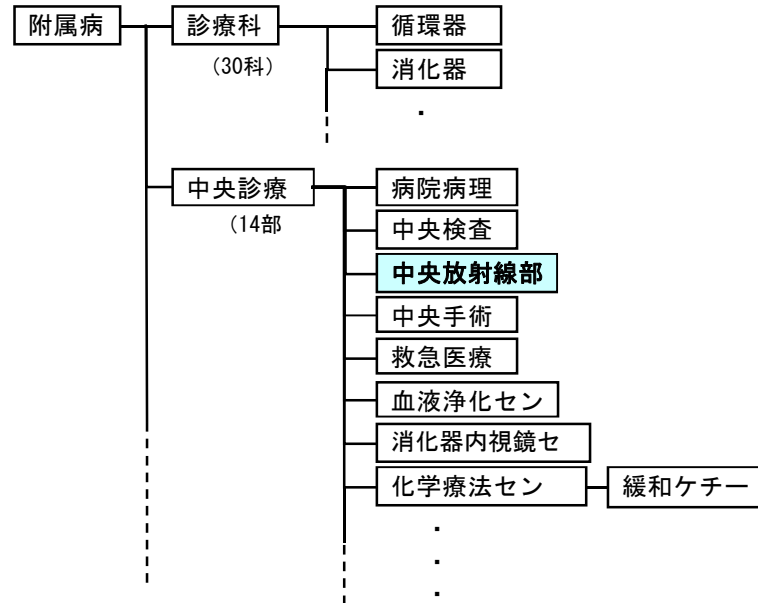 附属病 診療科 循環器
(30科) 消化器
・
中央診療 病院病理
(14部 中央検査
中央放射線部
中央手術
救急医療
血液浄化セン
消化器内視鏡セ
化学療法セン 緩和ケチー
・
・
・